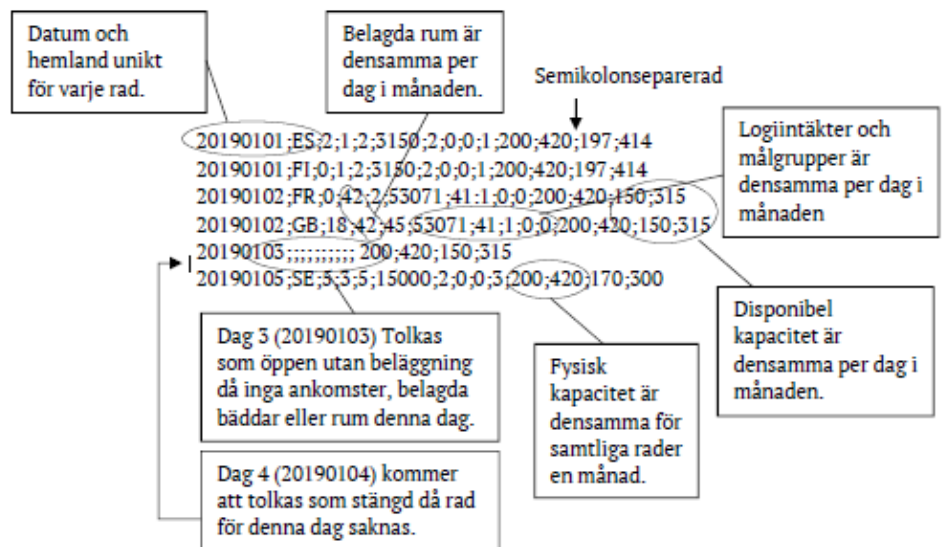 Datum och
hemland unikt
för varje rad.
Belagda rum är
densamma per
dag i månaden.
Semikolonseparerad
Logiintäkter och
målgrupper är
densamma per dag i
månaden
20190101;ES;2;1;2;3150;2;0;0;1;200;420;197;414
20190101;FI;0;1;2;3150;2;0;0;1;200;420;197;414
20190102;FR;0;42;2;53071;41:1;0;0;200;420;150;315
20190102;GB;18;42;45;53071;41;1;0;0;200;420;150;315
20190103;;;;;;;;;; 200;420;150;315
20190105;SE;5;3;5;15000;2;0;0;3;200;420;170;300
Dag 3 (20190103) Tolkas
som öppen utan beläggning
då inga ankomster, belagda
bäddar eller rum denna dag.
Fysisk
kapacitet är
densamma för
samtliga rader
en månad.
Disponibel
kapacitet är
densamma per dag i
månaden.
Dag 4 (20190104) kommer
att tolkas som stängd då rad
för denna dag saknas.